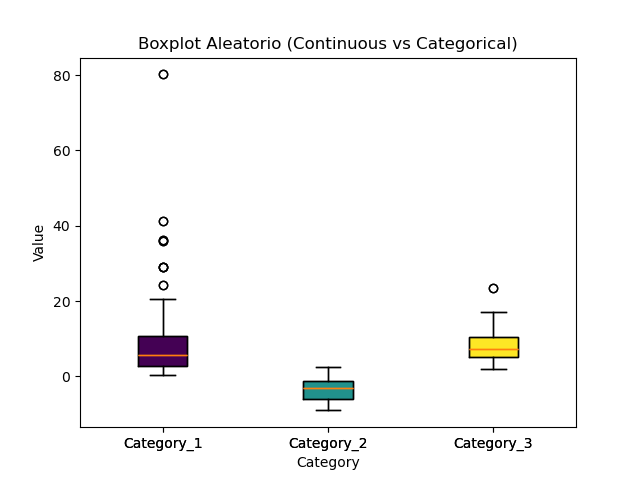 Boxplot Aleatorio (Continuous vs Categorical)
80
60
40
20
0
Value
Category_1
Category_2
Category_3
Category